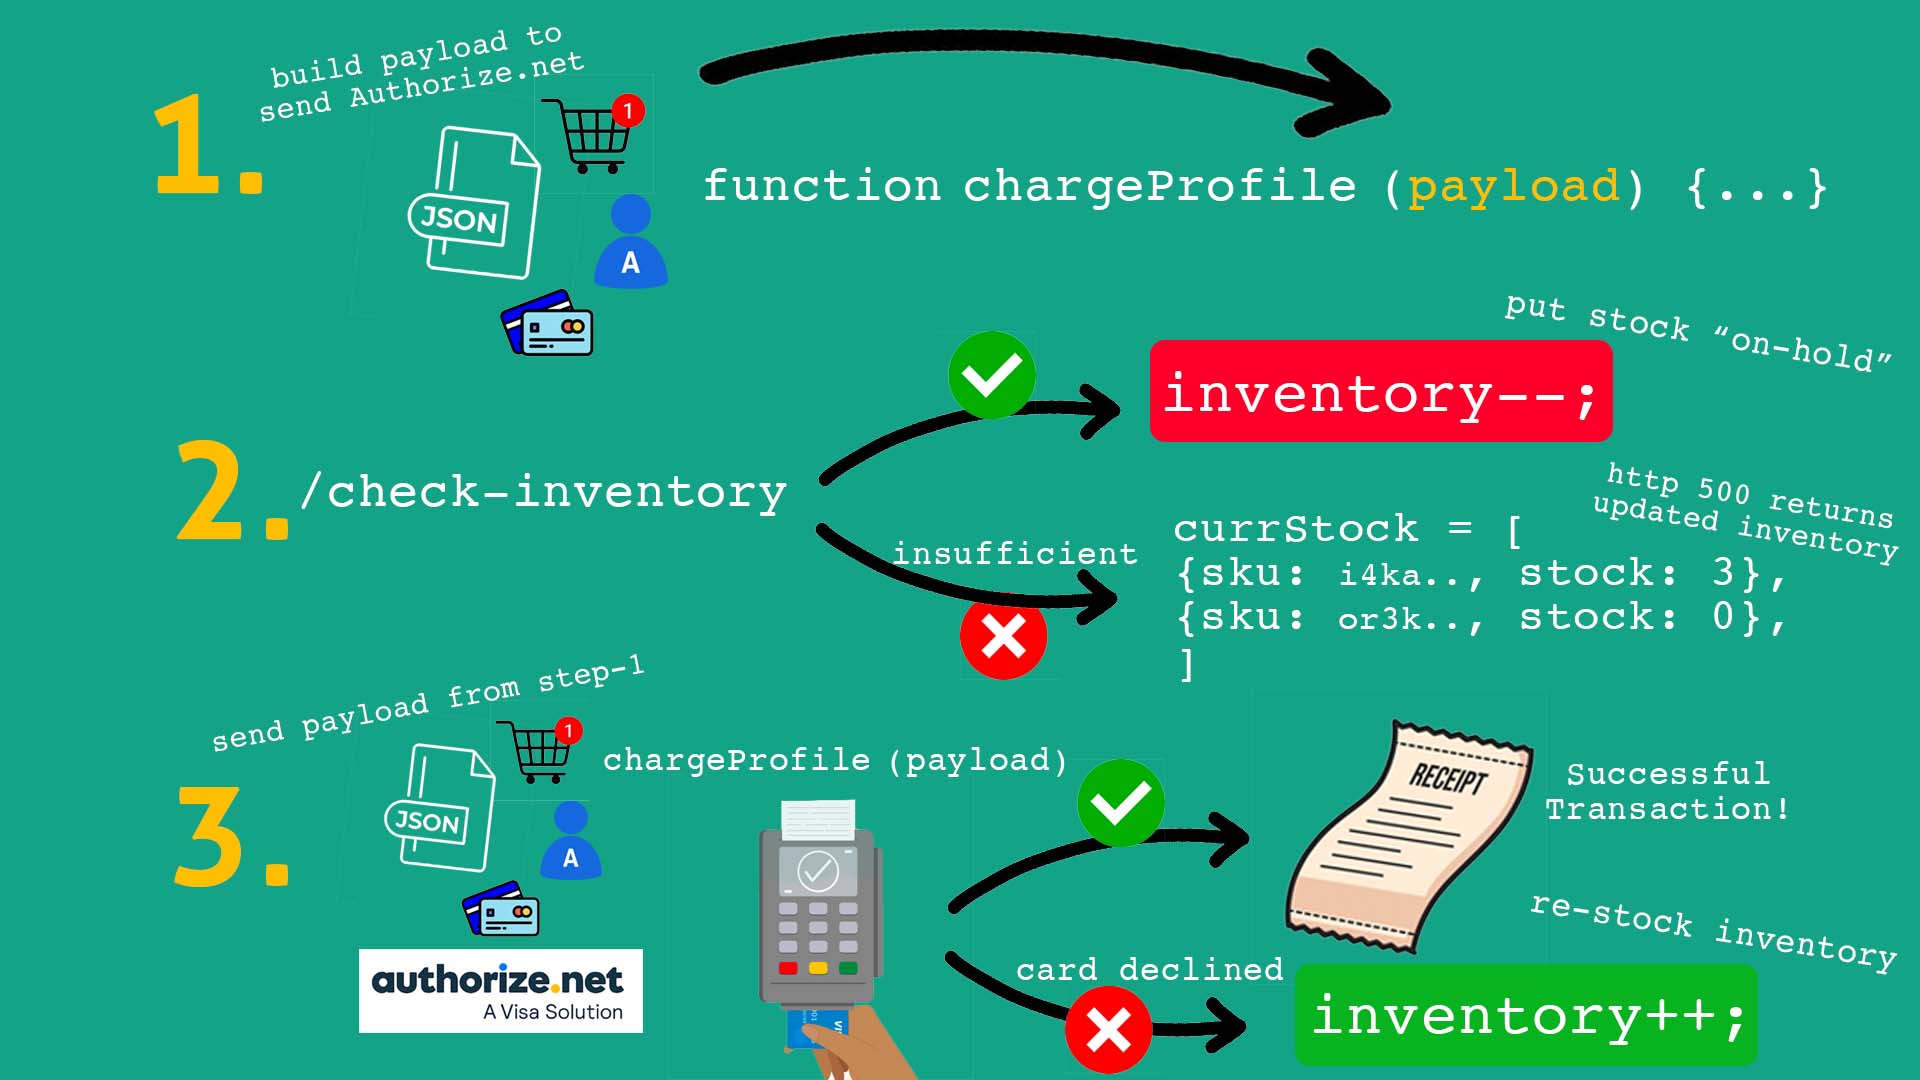 1.
build payload to
send Authorize.net
1
JSON
A
function chargeProfile (payload) {...}
2.
/check-inventory
put stock “on-hold”
inventory--;
insufficient
http 500 returns
updated inventory
currStock = [
{sku: i4ka.., stock: 3},
{sku: or3k.., stock: 0},
]
3.
send payload from step-1
1
JSON
A
authorize.net
A Visa Solution
chargeProfile (payload)
RECEIPT
Successful
Transaction!
card declined
re-stock inventory
inventory++;